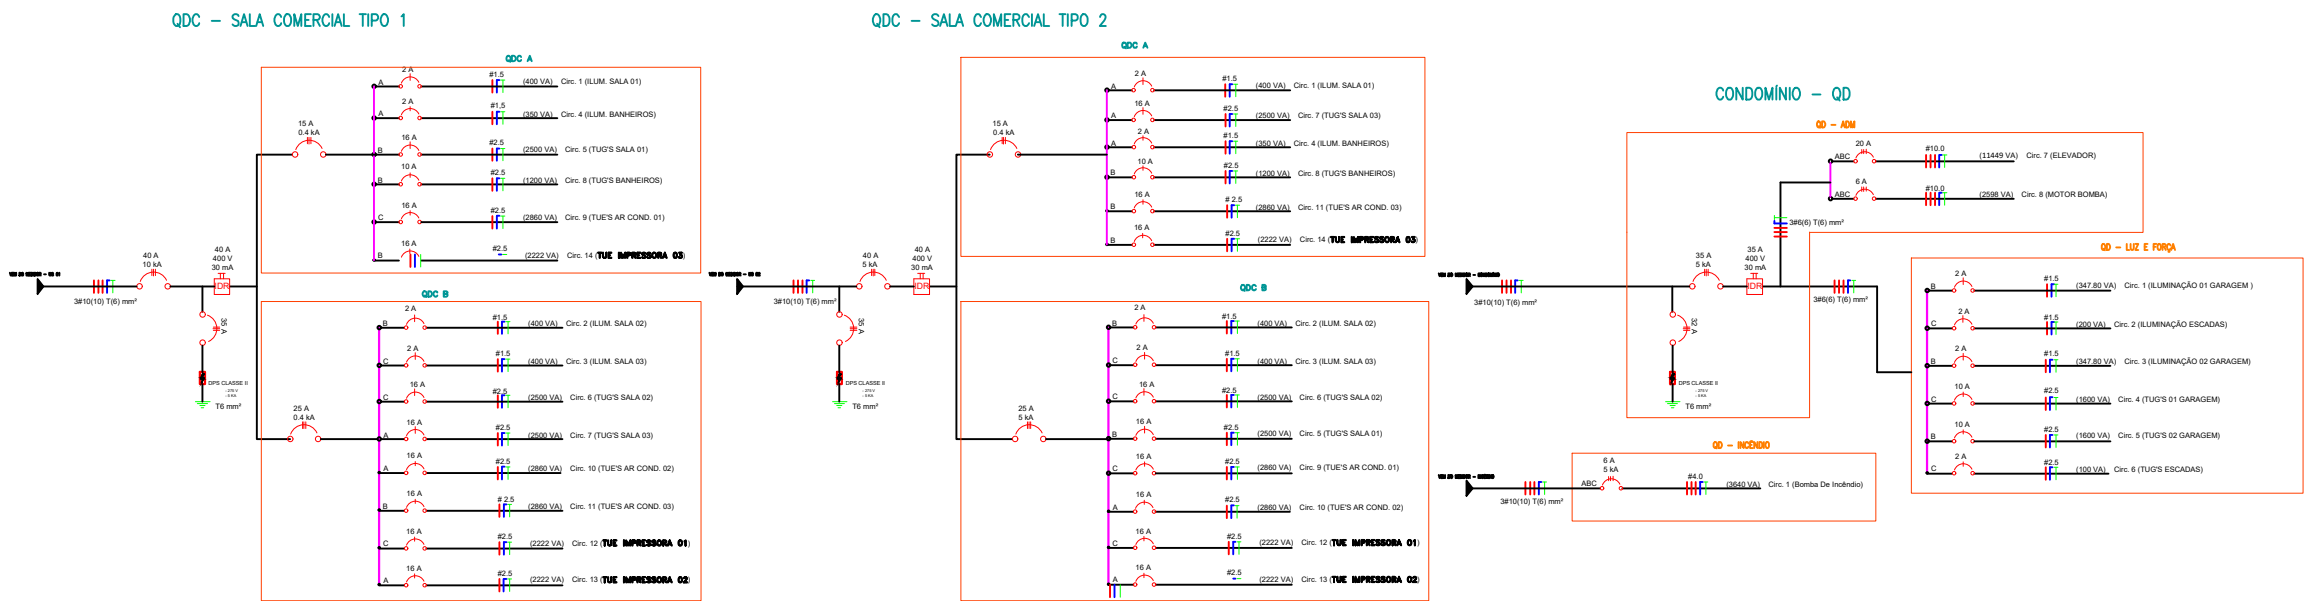 QDC - SALA COMERCIAL TIPO 1
QDC A
15 A
0.4 kA
2 A
A
#1.5
(400 VA) Circ. 1 (ILUM. SALA 01)
2 A
A
#1,5
(350 VA) Circ. 4 (ILUM. BANHEIROS)
16 A
B
#2.5
(2500 VA) Circ. 5 (TUG'S SALA 01)
10 A
B
#2.5
(1200 VA) Circ. 8 (TUG'S BANHEIROS)
16 A
C
#2.5
(2860 VA) Circ. 9 (TUE'S AR COND. 01)
16 A
B
#2.5
(2222 VA) Circ. 14 (TUE IMPRESSORA 03)
3#10(10) T(6) mm²
40 A
10 kA
40 A
400 V
30 mA
IDR
35 A
DPS CLASSE II
T6 mm²
QDC B
25 A
0.4 kA
2 A
B
#1.5
(400 VA) Circ. 2 (ILUM. SALA 02)
2 A
C
#1.5
(400 VA) Circ. 3 (ILUM. SALA 03)
16 A
C
#2.5
(2500 VA) Circ. 6 (TUG'S SALA 02)
16 A
A
#2.5
(2500 VA) Circ. 7 (TUG'S SALA 03)
16 A
A
#2.5
(2860 VA) Circ. 10 (TUE'S AR COND. 02)
16 A
B
# 2.5
(2860 VA) Circ. 11 (TUE'S AR COND. 03)
16 A
C
#2.5
(2222 VA) Circ. 12 (TUE IMPRESSORA 01)
16 A
A
#2.5
(2222 VA) Circ. 13 (TUE IMPRESSORA 02)
QDC - SALA COMERCIAL TIPO 2
QDC A
15 A
0.4 kA
2 A
A
#1.5
(400 VA) Circ. 1 (ILUM. SALA 01)
16 A
A
#2.5
(2500 VA) Circ. 7 (TUG'S SALA 03)
2 A
A
#1.5
(350 VA) Circ. 4 (ILUM. BANHEIROS)
10 A
B
#2.5
(1200 VA) Circ. 8 (TUG'S BANHEIROS)
16 A
B
# 2.5
(2860 VA) Circ. 11 (TUE'S AR COND. 03)
16 A
B
#2.5
(2222 VA) Circ. 14 (TUE IMPRESSORA 03)
3#10(10) T(6) mm²
40 A
5 kA
40 A
400 V
30 mA
IDR
35 A
DPS CLASSE II
T6 mm²
QDC B
25 A
5 kA
2 A
B
#1.5
(400 VA) Circ. 2 (ILUM. SALA 02)
2 A
C
#1.5
(400 VA) Circ. 3 (ILUM. SALA 03)
16 A
C
#2.5
(2500 VA) Circ. 6 (TUG'S SALA 02)
16 A
B
#2.5
(2500 VA) Circ. 5 (TUG'S SALA 01)
16 A
C
#2.5
(2860 VA) Circ. 9 (TUE'S AR COND. 01)
16 A
A
#2.5
(2860 VA) Circ. 10 (TUE'S AR COND. 02)
16 A
C
#2.5
(2222 VA) Circ. 12 (TUE IMPRESSORA 01)
16 A
A
#2.5
(2222 VA) Circ. 13 (TUE IMPRESSORA 02)
CONDOMÍNIO - QD
QD - ADM
20 A
ABC
#10.0
(11449 VA) Circ. 7 (ELEVADOR)
6 A
ABC
#10.0
(2598 VA) Circ. 8 (MOTOR BOMBA)
3#6(6) T(6) mm²
3#10(10) T(6) mm²
35 A
5 kA
35 A
400 V
30 mA
IDR
3#6(6) T(6) mm²
32 A
DPS CLASSE II
T6 mm²
QD - LUZ E FORÇA
2 A
B
#1.5
(347.80 VA) Circ. 1 (ILUMINAÇÃO 01 GARAGEM )
2 A
C
#1.5
(200 VA) Circ. 2 (ILUMINAÇÃO ESCADAS)
2 A
B
#1.5
(347.80 VA) Circ. 3 (ILUMINAÇÃO 02 GARAGEM)
10 A
C
#2.5
(1600 VA) Circ. 4 (TUG'S 01 GARAGEM)
10 A
B
#2.5
(1600 VA) Circ. 5 (TUG'S 02 GARAGEM)
2 A
C
#2.5
(100 VA) Circ. 6 (TUG'S ESCADAS)
QD - INCÊNDIO
3#10(10) T(6) mm²
6 A
5 kA
ABC
#4.0
(3640 VA) Circ. 1 (Bomba De Incêndio)